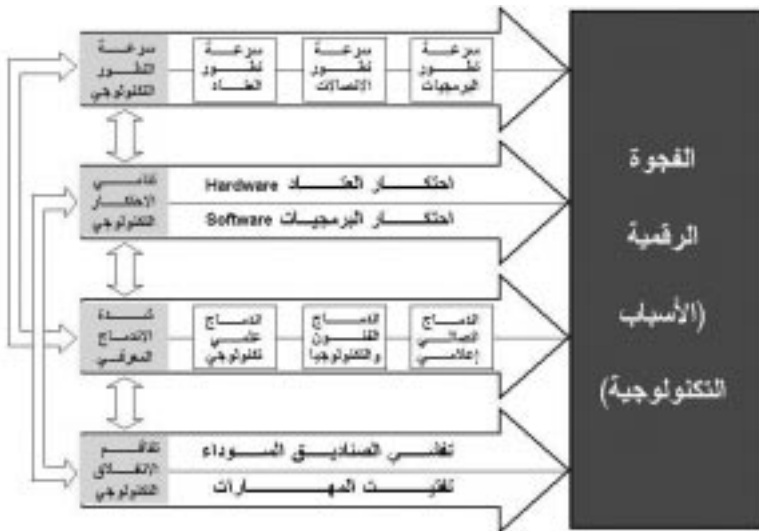 سرعة
التطور
التكنولوجي
سرعة
تطور
العتاد
سرعة
تطور
الاتصالات
سرعة
تطور
البرمجيات
تنامي
الاحتكار
التكنولوجي
احتكار العتاد Hardware
احتكار البرمجيات Software
شدة
الاندماج
المعرفي
اندماج
علمي
تكنولوجي
اندماج
الفنون
والتكنولوجيا
اندماج
اتصالي
إعلامي
تفاقم
الانغلاق
التكنولوجي
تفشي الصناديق السوداء
تفتيت المهارات
الفجوة
الرقمية
(الأسباب
التكنولوجية)